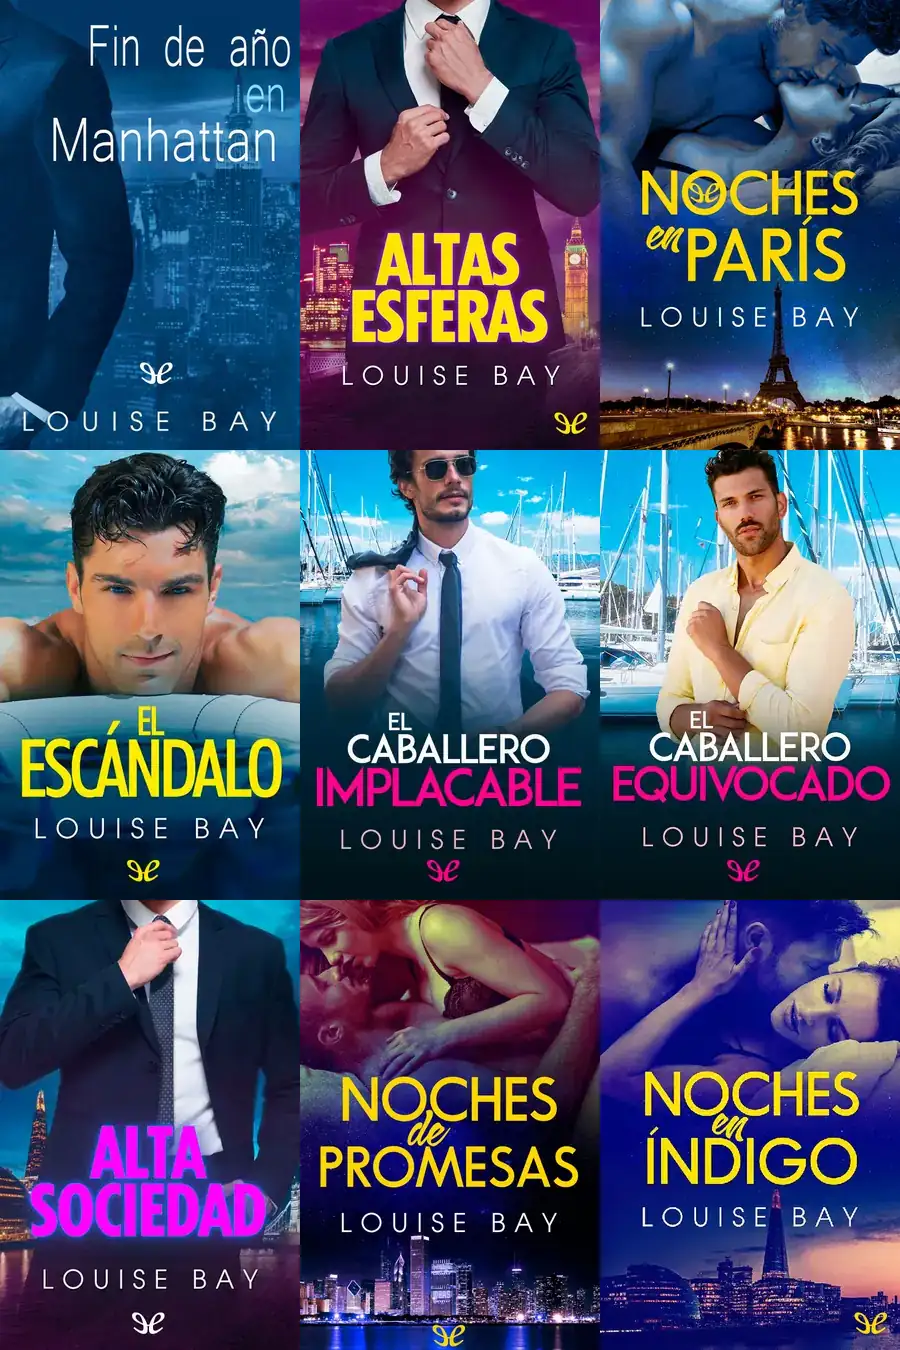 Fin de año
en
Manhattan
LOUISE BAY
ALTAS
ESFERAS
LOUISE BAY
NOCHES
en PARÍS
LOUISE BAY
EL
ESCÁNDALO
LOUISE BAY
EL
CABALLERO
IMPLACABLE
LOUISE BAY
EL
CABALLERO
EQUIVOCADO
LOUISE BAY
ALTA
SOCIEDAD
LOUISE BAY
NOCHES
de
PROMESAS
LOUISE BAY
NOCHES
en
ÍNDIGO
LOUISE BAY